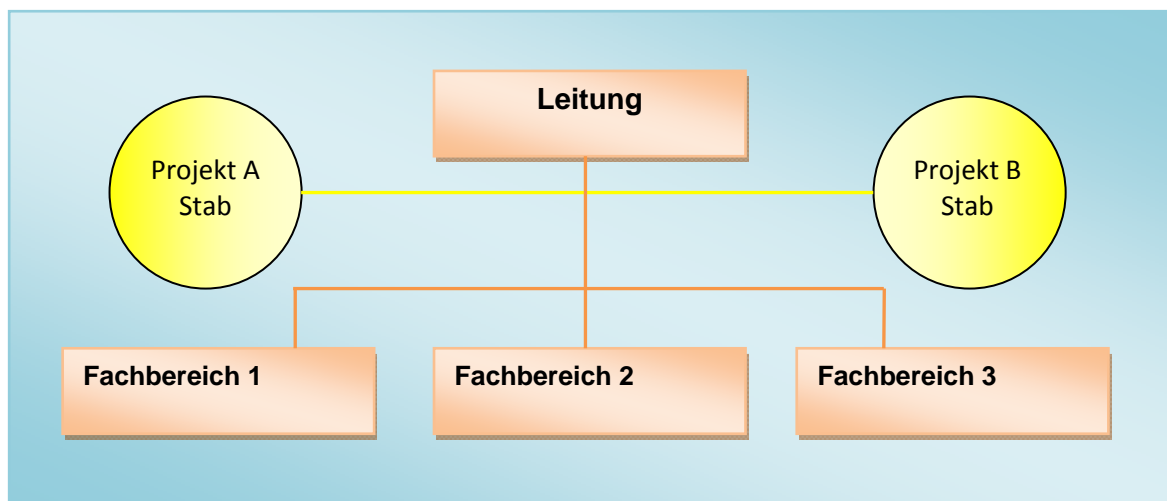 Leitung
Projekt A
Stab
Projekt B
Stab
Fachbereich 1
Fachbereich 2
Fachbereich 3